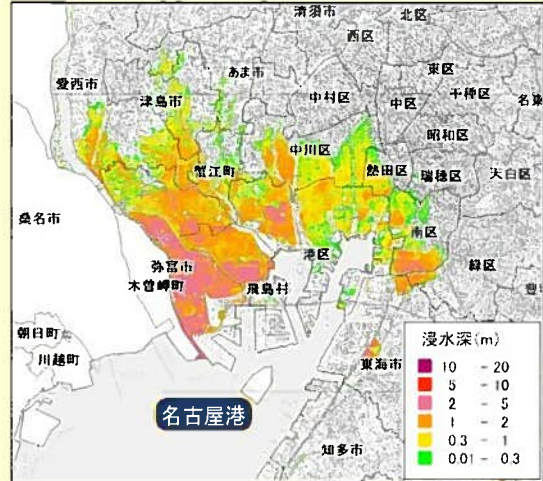 清須市
北区
西区
東区
あま市
愛西市
千種区
名東
津島市
中村区
中区
昭和区
中川区
蟹江町
熱田区
瑞穂区
天白区
桑名市
南区
港区
緑区
弥富市
飛島村
木曽岬町
豊
朝日町
川越町
東海市
知多市
名古屋港
浸水深(m)
10 - 20
5 - 10
2 - 5
1 - 2
0.3 - 1
0.01 - 0.3